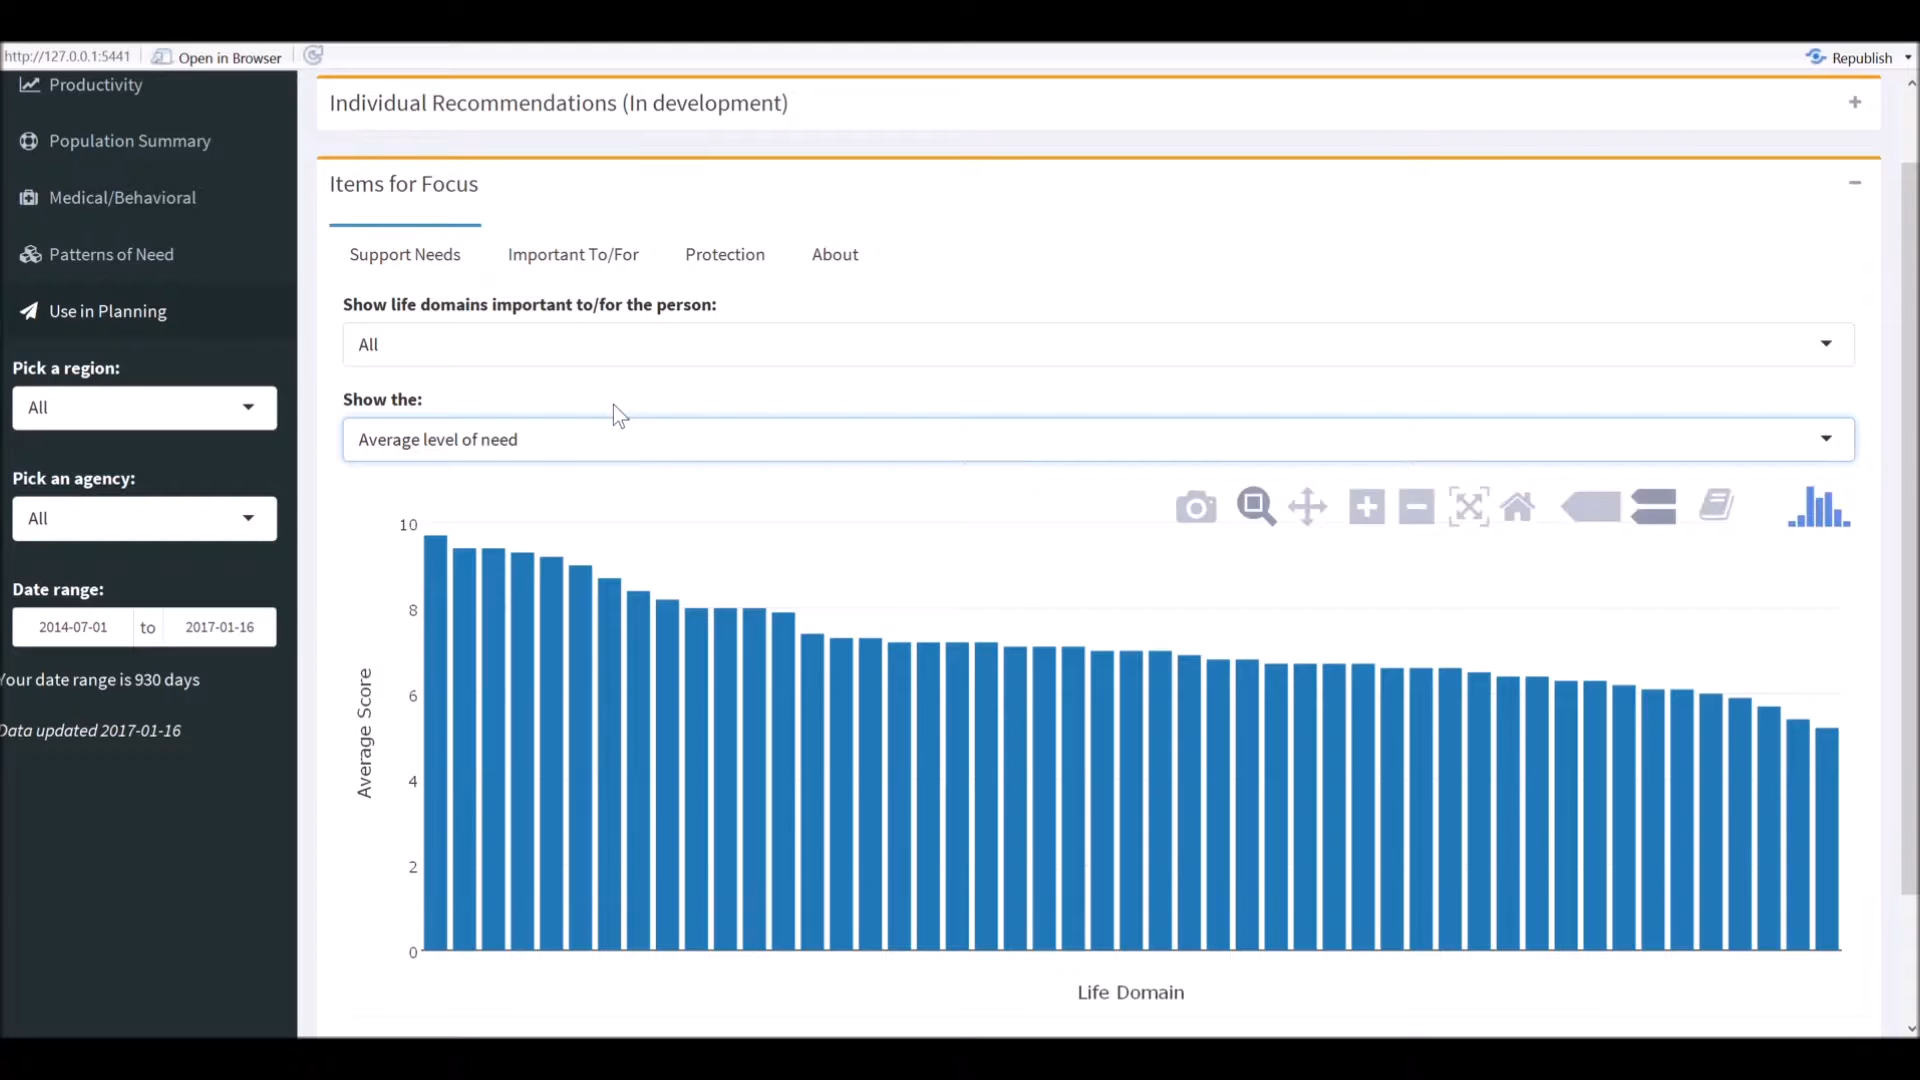 http://127.0.0.1:5441
Open in Browser
Republish
Productivity
Population Summary
Medical/Behavioral
Patterns of Need
Use in Planning
Pick a region:
All
Pick an agency:
All
Date range:
2014-07-01 to 2017-01-16
Your date range is 930 days
Data updated 2017-01-16
Individual Recommendations (In development)
Items for Focus
Support Needs
Important To/For
Protection
About
Show life domains important to/for the person:
All
Show the:
Average level of need
10
8
6
4
2
0
Average Score
Life Domain